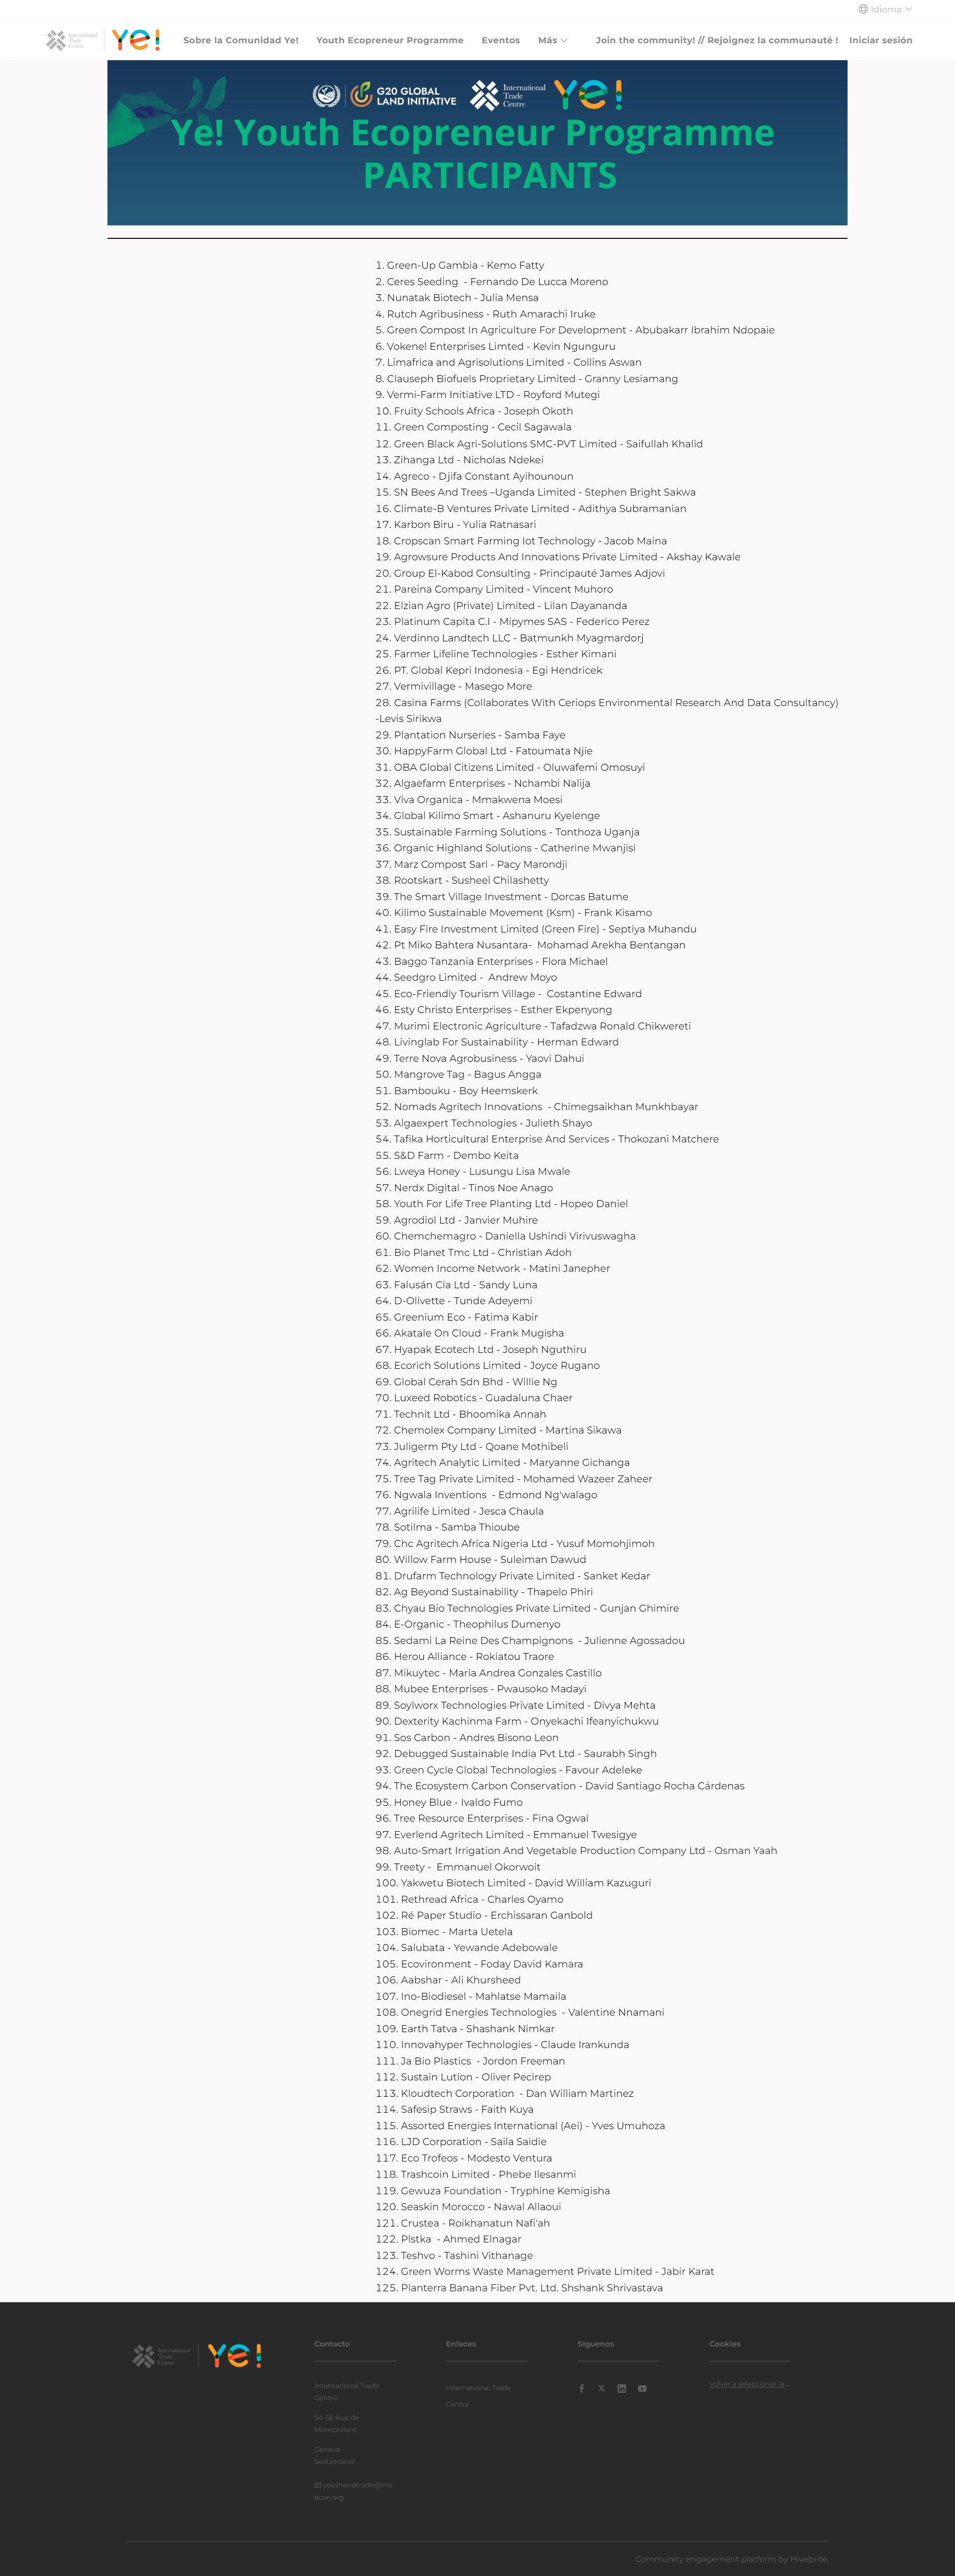 Idioma
International
Trade
Centre
ye!
Sobre la Comunidad Ye!
Youth Ecopreneur Programme
Eventos
Más
Join the community! // Rejoignez la communauté !
Iniciar sesión
G20 GLOBAL
LAND INITIATIVE
International
Trade
Centre
ye!
Ye! Youth Ecopreneur Programme
PARTICIPANTS
1. Green-Up Gambia - Kemo Fatty
2. Ceres Seeding  - Fernando De Lucca Moreno
3. Nunatak Biotech - Julia Mensa
4. Rutch Agribusiness - Ruth Amarachi Iruke
5. Green Compost In Agriculture For Development - Abubakarr Ibrahim Ndopaie
6. Vokenel Enterprises Limted - Kevin Ngunguru
7. Limafrica and Agrisolutions Limited - Collins Aswan
8. Clauseph Biofuels Proprietary Limited - Granny Lesiamang
9. Vermi-Farm Initiative LTD - Royford Mutegi
10. Fruity Schools Africa - Joseph Okoth
11. Green Composting - Cecil Sagawala
12. Green Black Agri-Solutions SMC-PVT Limited - Saifullah Khalid
13. Zihanga Ltd - Nicholas Ndekei
14. Agreco - Djifa Constant Ayihounoun
15. SN Bees And Trees –Uganda Limited - Stephen Bright Sakwa
16. Climate-B Ventures Private Limited - Adithya Subramanian
17. Karbon Biru - Yulia Ratnasari
18. Cropscan Smart Farming Iot Technology - Jacob Maina
19. Agrowsure Products And Innovations Private Limited - Akshay Kawale
20. Group El-Kabod Consulting - Principauté James Adjovi
21. Pareina Company Limited - Vincent Muhoro
22. Elzian Agro (Private) Limited - Lilan Dayananda
23. Platinum Capita C.I - Mipymes SAS - Federico Perez
24. Verdinno Landtech LLC - Batmunkh Myagmardorj
25. Farmer Lifeline Technologies - Esther Kimani
26. PT. Global Kepri Indonesia - Egi Hendricek
27. Vermivillage - Masego More
28. Casina Farms (Collaborates With Ceriops Environmental Research And Data Consultancy)
-Levis Sirikwa
29. Plantation Nurseries - Samba Faye
30. HappyFarm Global Ltd - Fatoumata Njie
31. OBA Global Citizens Limited - Oluwafemi Omosuyi
32. Algaefarm Enterprises - Nchambi Nalija
33. Viva Organica - Mmakwena Moesi
34. Global Kilimo Smart - Ashanuru Kyelenge
35. Sustainable Farming Solutions - Tonthoza Uganja
36. Organic Highland Solutions - Catherine Mwanjisi
37. Marz Compost Sarl - Pacy Marondji
38. Rootskart - Susheel Chilashetty
39. The Smart Village Investment - Dorcas Batume
40. Kilimo Sustainable Movement (Ksm) - Frank Kisamo
41. Easy Fire Investment Limited (Green Fire) - Septiya Muhandu
42. Pt Miko Bahtera Nusantara-  Mohamad Arekha Bentangan
43. Baggo Tanzania Enterprises - Flora Michael
44. Seedgro Limited -  Andrew Moyo
45. Eco-Friendly Tourism Village -  Costantine Edward
46. Esty Christo Enterprises - Esther Ekpenyong
47. Murimi Electronic Agriculture - Tafadzwa Ronald Chikwereti
48. Livinglab For Sustainability - Herman Edward
49. Terre Nova Agrobusiness - Yaovi Dahui
50. Mangrove Tag - Bagus Angga
51. Bambouku - Boy Heemskerk
52. Nomads Agritech Innovations  - Chimegsaikhan Munkhbayar
53. Algaexpert Technologies - Julieth Shayo
54. Tafika Horticultural Enterprise And Services - Thokozani Matchere
55. S&D Farm - Dembo Keita
56. Lweya Honey - Lusungu Lisa Mwale
57. Nerdx Digital - Tinos Noe Anago
58. Youth For Life Tree Planting Ltd - Hopeo Daniel
59. Agrodiol Ltd - Janvier Muhire
60. Chemchemagro - Daniella Ushindi Virivuswagha
61. Bio Planet Tmc Ltd - Christian Adoh
62. Women Income Network - Matini Janepher
63. Falusán Cía Ltd - Sandy Luna
64. D-Olivette - Tunde Adeyemi
65. Greenium Eco - Fatima Kabir
66. Akatale On Cloud - Frank Mugisha
67. Hyapak Ecotech Ltd - Joseph Nguthiru
68. Ecorich Solutions Limited - Joyce Rugano
69. Global Cerah Sdn Bhd - Willie Ng
70. Luxeed Robotics - Guadaluna Chaer
71. Technit Ltd - Bhoomika Annah
72. Chemolex Company Limited - Martina Sikawa
73. Juligerm Pty Ltd - Qoane Mothibeli
74. Agritech Analytic Limited - Maryanne Gichanga
75. Tree Tag Private Limited - Mohamed Wazeer Zaheer
76. Ngwala Inventions  - Edmond Ng'walago
77. Agrilife Limited - Jesca Chaula
78. Sotilma - Samba Thioube
79. Chc Agritech Africa Nigeria Ltd - Yusuf Momohjimoh
80. Willow Farm House - Suleiman Dawud
81. Drufarm Technology Private Limited - Sanket Kedar
82. Ag Beyond Sustainability - Thapelo Phiri
83. Chyau Bio Technologies Private Limited - Gunjan Ghimire
84. E-Organic - Theophilus Dumenyo
85. Sedami La Reine Des Champignons  - Julienne Agossadou
86. Herou Alliance - Rokiatou Traore
87. Mikuytec - Maria Andrea Gonzales Castillo
88. Mubee Enterprises - Pwausoko Madayi
89. Soylworx Technologies Private Limited - Divya Mehta
90. Dexterity Kachinma Farm - Onyekachi Ifeanyichukwu
91. Sos Carbon - Andres Bisono Leon
92. Debugged Sustainable India Pvt Ltd - Saurabh Singh
93. Green Cycle Global Technologies - Favour Adeleke
94. The Ecosystem Carbon Conservation - David Santiago Rocha Cárdenas
95. Honey Blue - Ivaldo Fumo
96. Tree Resource Enterprises - Fina Ogwal
97. Everlend Agritech Limited - Emmanuel Twesigye
98. Auto-Smart Irrigation And Vegetable Production Company Ltd - Osman Yaah
99. Treety -  Emmanuel Okorwoit
100. Yakwetu Biotech Limited - David William Kazuguri
101. Rethread Africa - Charles Oyamo
102. Ré Paper Studio - Erchissaran Ganbold
103. Biomec - Marta Uetela
104. Salubata - Yewande Adebowale
105. Ecovironment - Foday David Kamara
106. Aabshar - Ali Khursheed
107. Ino-Biodiesel - Mahlatse Mamaila
108. Onegrid Energies Technologies  - Valentine Nnamani
109. Earth Tatva - Shashank Nimkar
110. Innovahyper Technologies - Claude Irankunda
111. Ja Bio Plastics  - Jordon Freeman
112. Sustain Lution - Oliver Pecirep
113. Kloudtech Corporation  - Dan William Martinez
114. Safesip Straws - Faith Kuya
115. Assorted Energies International (Aei) - Yves Umuhoza
116. LJD Corporation - Saila Saidie
117. Eco Trofeos - Modesto Ventura
118. Trashcoin Limited - Phebe Ilesanmi
119. Gewuza Foundation - Tryphine Kemigisha
120. Seaskin Morocco - Nawal Allaoui
121. Crustea - Roikhanatun Nafi'ah
122. Plstka  - Ahmed Elnagar
123. Teshvo - Tashini Vithanage
124. Green Worms Waste Management Private Limited - Jabir Karat
125. Planterra Banana Fiber Pvt. Ltd. Shshank Shrivastava
International
Trade
Centre
ye!
Contacto
International Trade
Centre
54-56 Rue de
Montbrillant
Geneva
Switzerland
youthandtrade@intr
acen.org
Enlaces
International Trade
Centre
Síguenos
Cookies
Volver a seleccionar la...
Community engagement platform by Hivebrite.